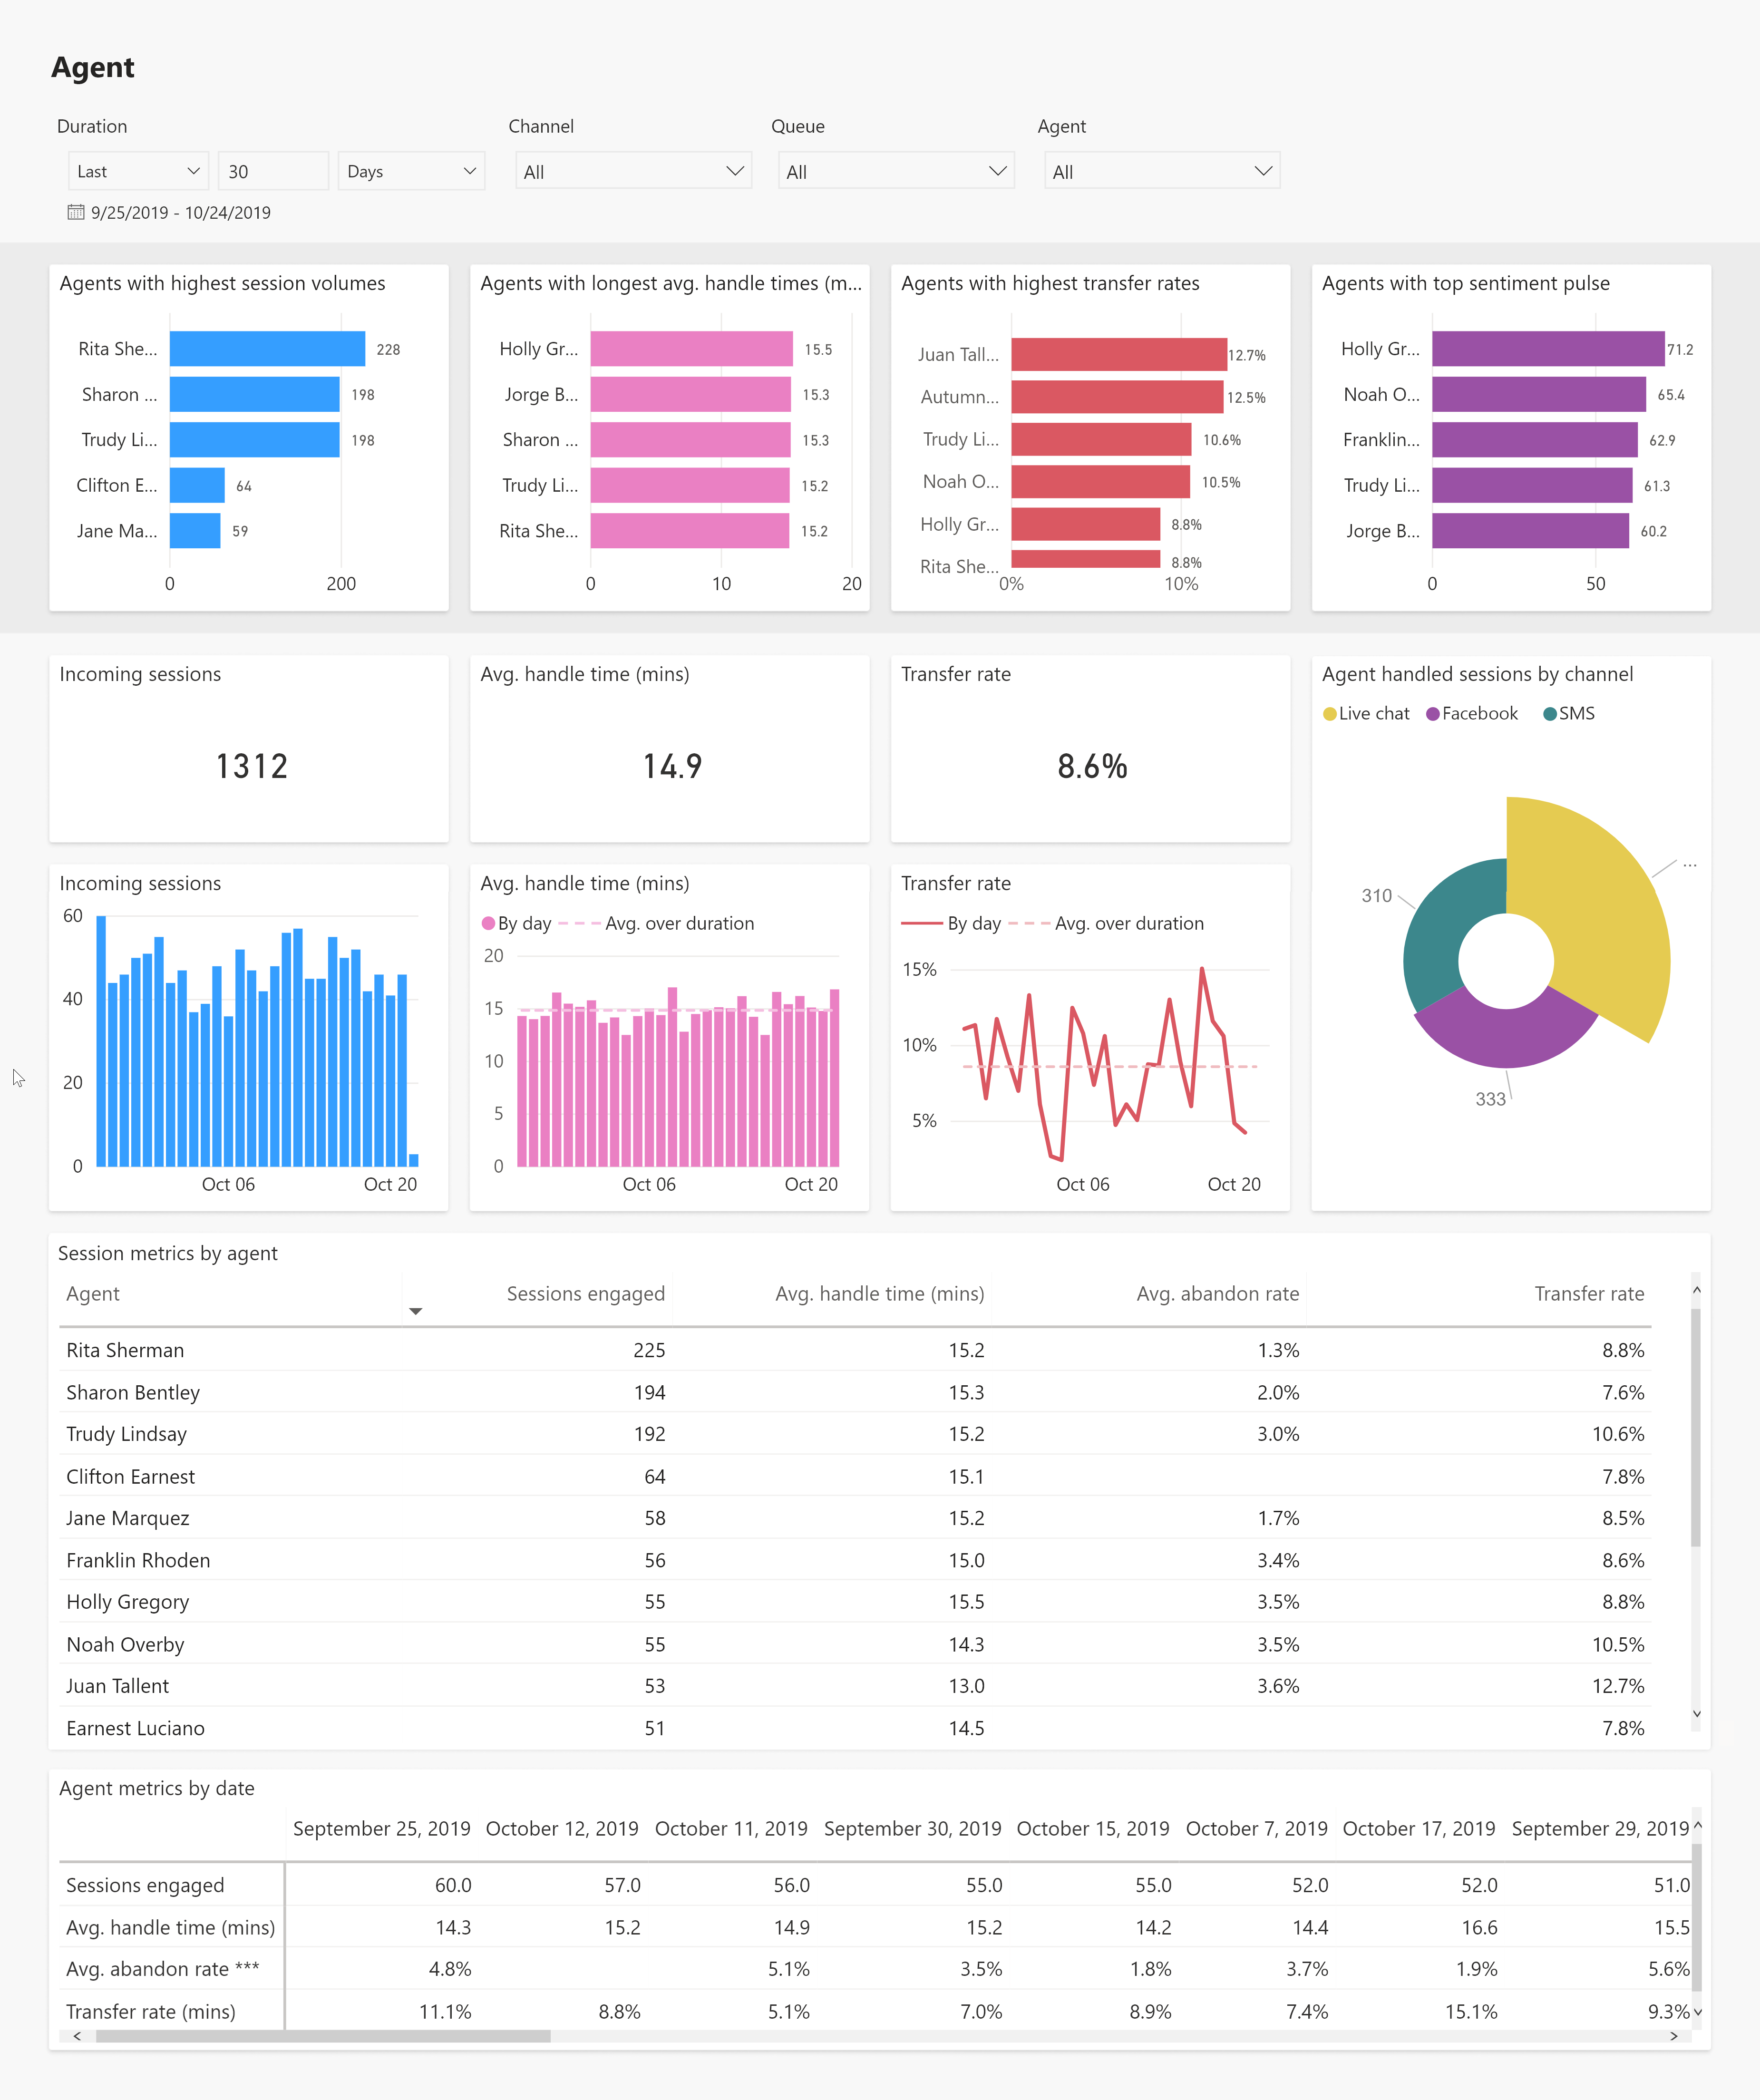 Agent
Duration Channel Queue Agent
Last 30 Days All All All
9/25/2019 - 10/24/2019
Agents with highest session volumes
Rita She... 228
Sharon ... 198
Trudy Li... 198
Clifton E... 64
Jane Ma... 59
0 200
Agents with longest avg. handle times (m...
Holly Gr... 15.5
Jorge B... 15.3
Sharon ... 15.3
Trudy Li... 15.2
Rita She... 15.2
0 10 20
Agents with highest transfer rates
Juan Tall... 12.7%
Autumn... 12.5%
Trudy Li... 10.6%
Noah O... 10.5%
Holly Gr... 8.8%
Rita She... 8.8%
0% 10%
Agents with top sentiment pulse
Holly Gr... 71.2
Noah O... 65.4
Franklin... 62.9
Trudy Li... 61.3
Jorge B... 60.2
0 50
Incoming sessions
1312
Avg. handle time (mins)
14.9
Transfer rate
8.6%
Agent handled sessions by channel
Live chat Facebook SMS
...
310
333
Incoming sessions
60
40
20
0
Oct 06 Oct 20
Avg. handle time (mins)
By day Avg. over duration
20
15
10
5
0
Oct 06 Oct 20
Transfer rate
By day Avg. over duration
15%
10%
5%
Oct 06 Oct 20
Session metrics by agent
Agent Sessions engaged Avg. handle time (mins) Avg. abandon rate Transfer rate
Rita Sherman 225 15.2 1.3% 8.8%
Sharon Bentley 194 15.3 2.0% 7.6%
Trudy Lindsay 192 15.2 3.0% 10.6%
Clifton Earnest 64 15.1 7.8%
Jane Marquez 58 15.2 1.7% 8.5%
Franklin Rhoden 56 15.0 3.4% 8.6%
Holly Gregory 55 15.5 3.5% 8.8%
Noah Overby 55 14.3 3.5% 10.5%
Juan Tallent 53 13.0 3.6% 12.7%
Earnest Luciano 51 14.5 7.8%
Agent metrics by date
September 25, 2019 October 12, 2019 October 11, 2019 September 30, 2019 October 15, 2019 October 7, 2019 October 17, 2019 September 29, 2019
Sessions engaged 60.0 57.0 56.0 55.0 55.0 52.0 52.0 51.0
Avg. handle time (mins) 14.3 15.2 14.9 15.2 14.2 14.4 16.6 15.5
Avg. abandon rate *** 4.8% 5.1% 3.5% 1.8% 3.7% 1.9% 5.6%
Transfer rate (mins) 11.1% 8.8% 5.1% 7.0% 8.9% 7.4% 15.1% 9.3%